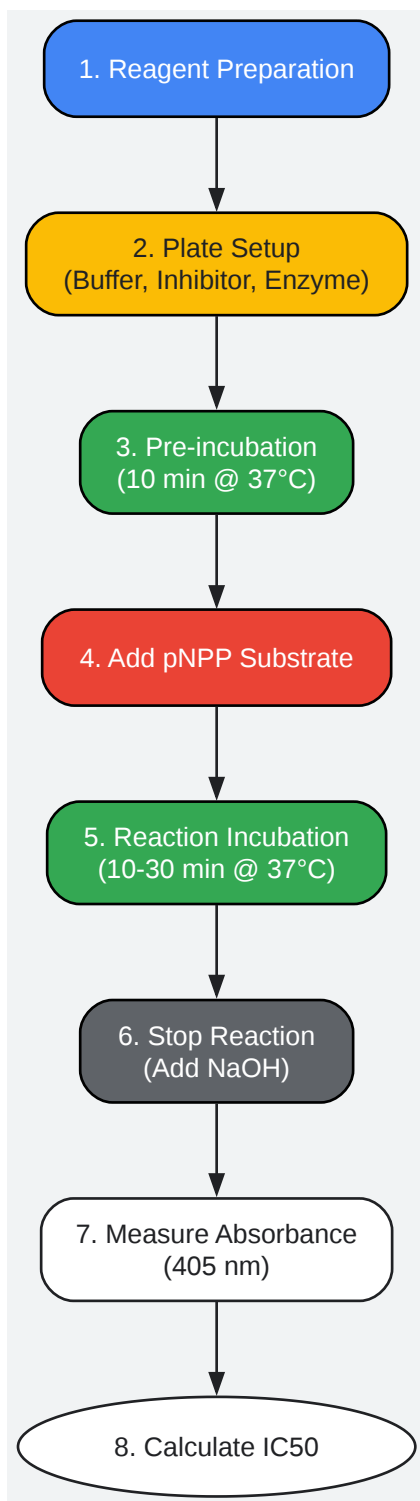 1. Reagent Preparation
2. Plate Setup
(Buffer, Inhibitor, Enzyme)
3. Pre-incubation
(10 min @ 37°C)
4. Add pNPP Substrate
5. Reaction Incubation
(10-30 min @ 37°C)
6. Stop Reaction
(Add NaOH)
7. Measure Absorbance
(405 nm)
8. Calculate IC50